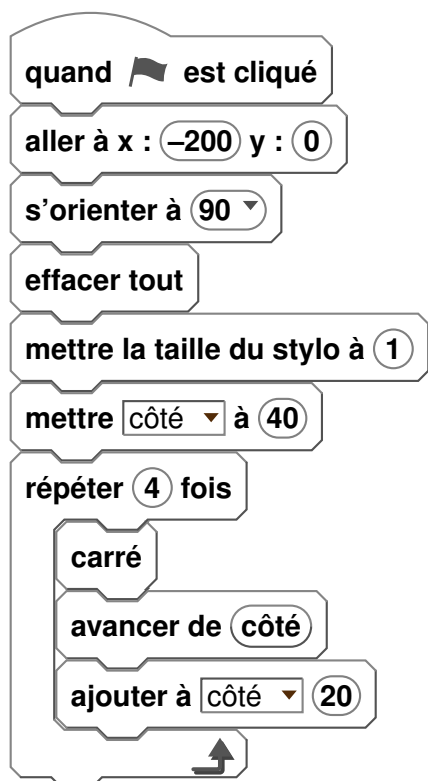 quand est cliqué
aller à x : –200 y : 0
s’orienter à 90
effacer tout
mettre la taille du stylo à 1
mettre côté à 40
répéter 4 fois
carré
avancer de côté
ajouter à côté 20